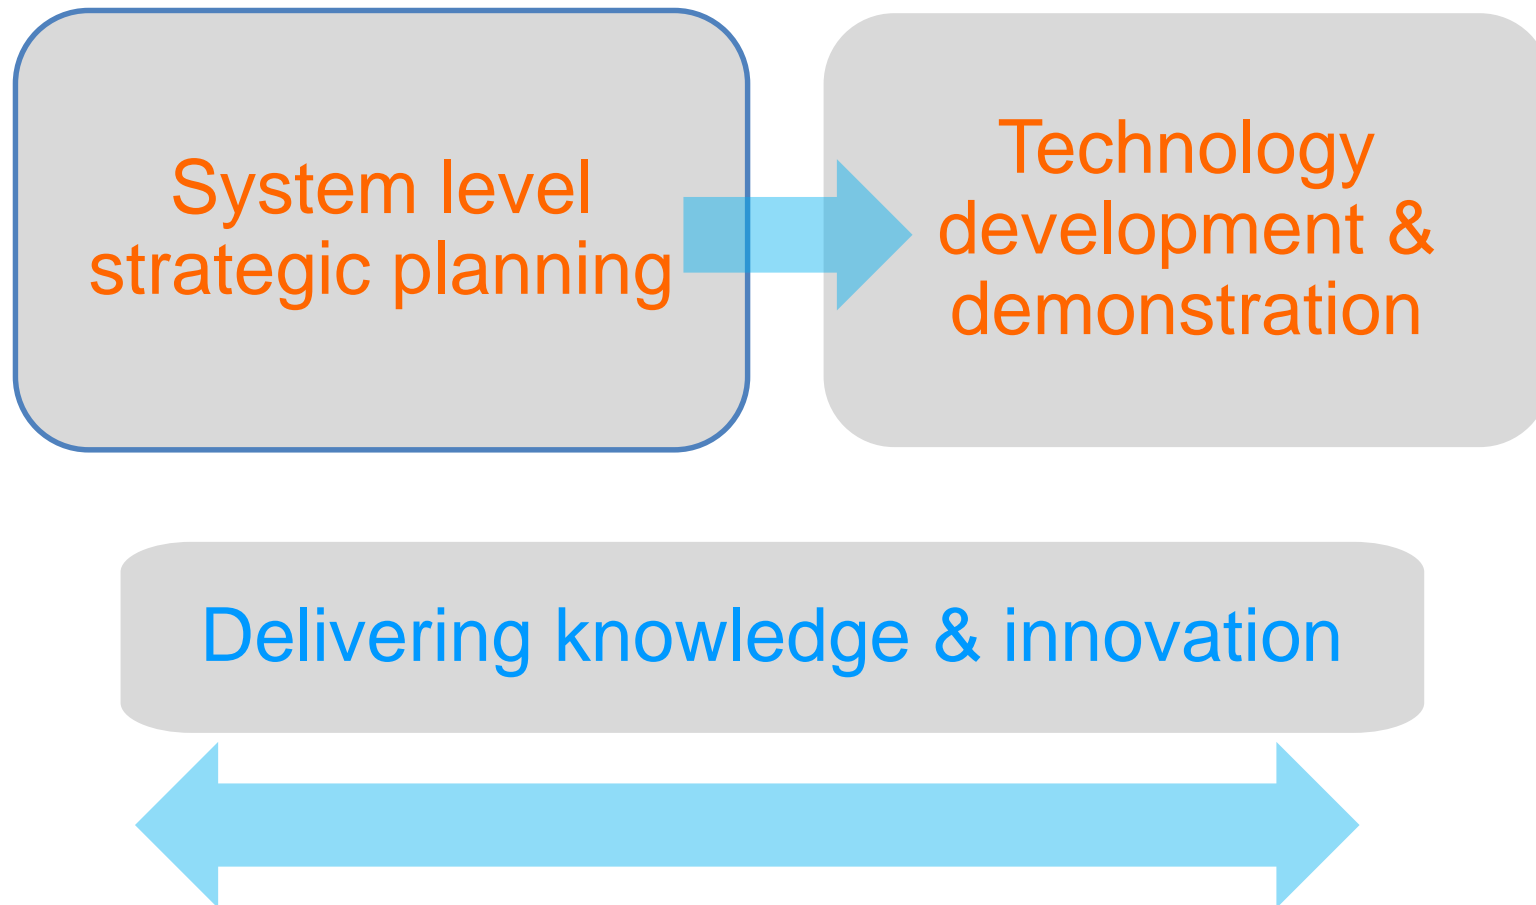 System level
strategic planning
Technology
development &
demonstration
Delivering knowledge & innovation